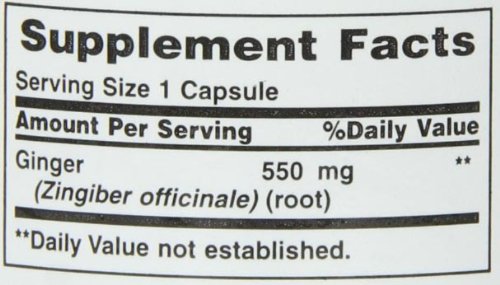 Supplement Facts
Serving Size 1 Capsule
Amount Per Serving %Daily Value
Ginger 550 mg **
(Zingiber officinale) (root)
**Daily Value not established.